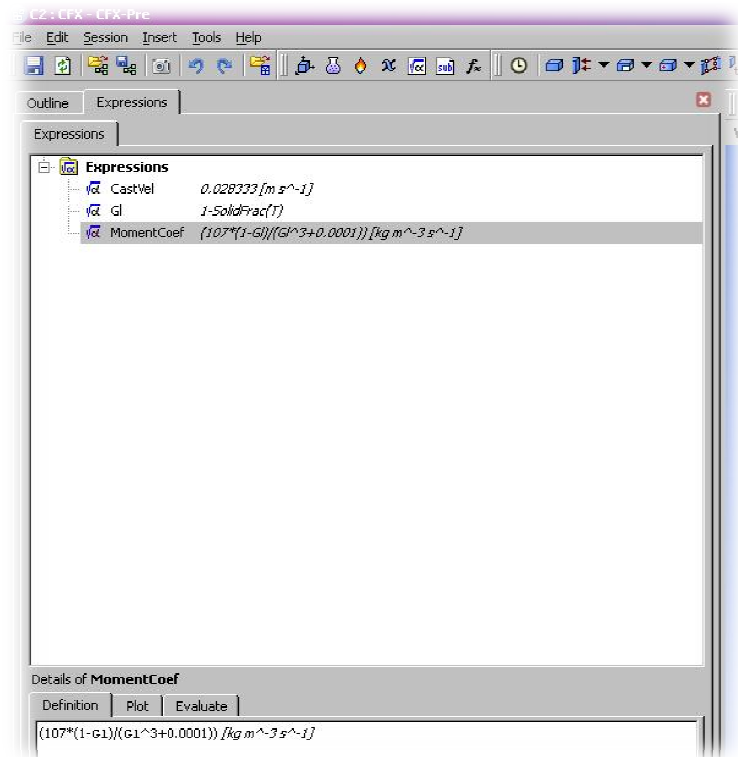 C2 : CFX - CFX-Pre
File Edit Session Insert Tools Help
Outline Expressions
Expressions
Expressions
CastVel 0.028333 [m s^-1]
Gl 1-SolidFrac(T)
MomentCoef (107*(1-Gl)/(Gl^3+0.0001)) [kg m^-3 s^-1]
Details of MomentCoef
Definition Plot Evaluate
(107*(1-Gl)/(Gl^3+0.0001)) [kg m^-3 s^-1]